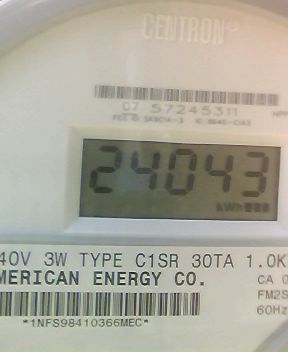 CENTRON®
07 57245311
24043
kWh
40V 3W TYPE C1SR 30TA 1.0K
MERICAN ENERGY CO.
CA 0
FM2S
60Hz
*1NFS98410366MEC*